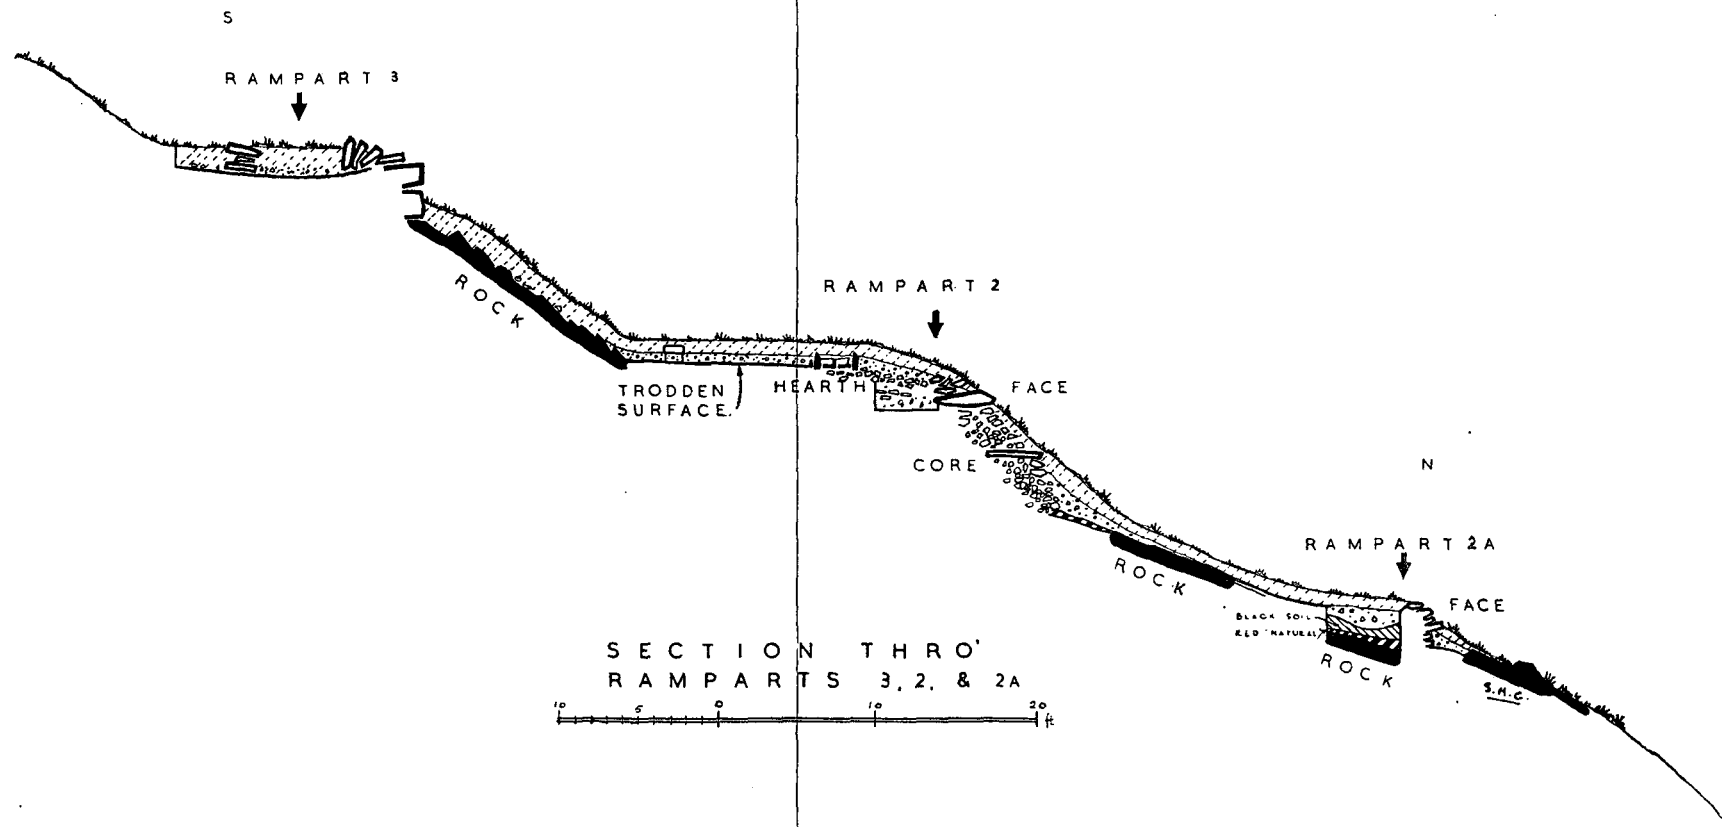 S
RAMPART 3
ROCK
RAMPART 2
TRODDEN
SURFACE.
HEARTH
FACE
CORE
N
ROCK
RAMPART 2A
FACE
BLACK SOIL
RED NATURAL
ROCK
SECTION THRO'
RAMPARTS 3, 2, & 2A
10 5 0 10 20 ft